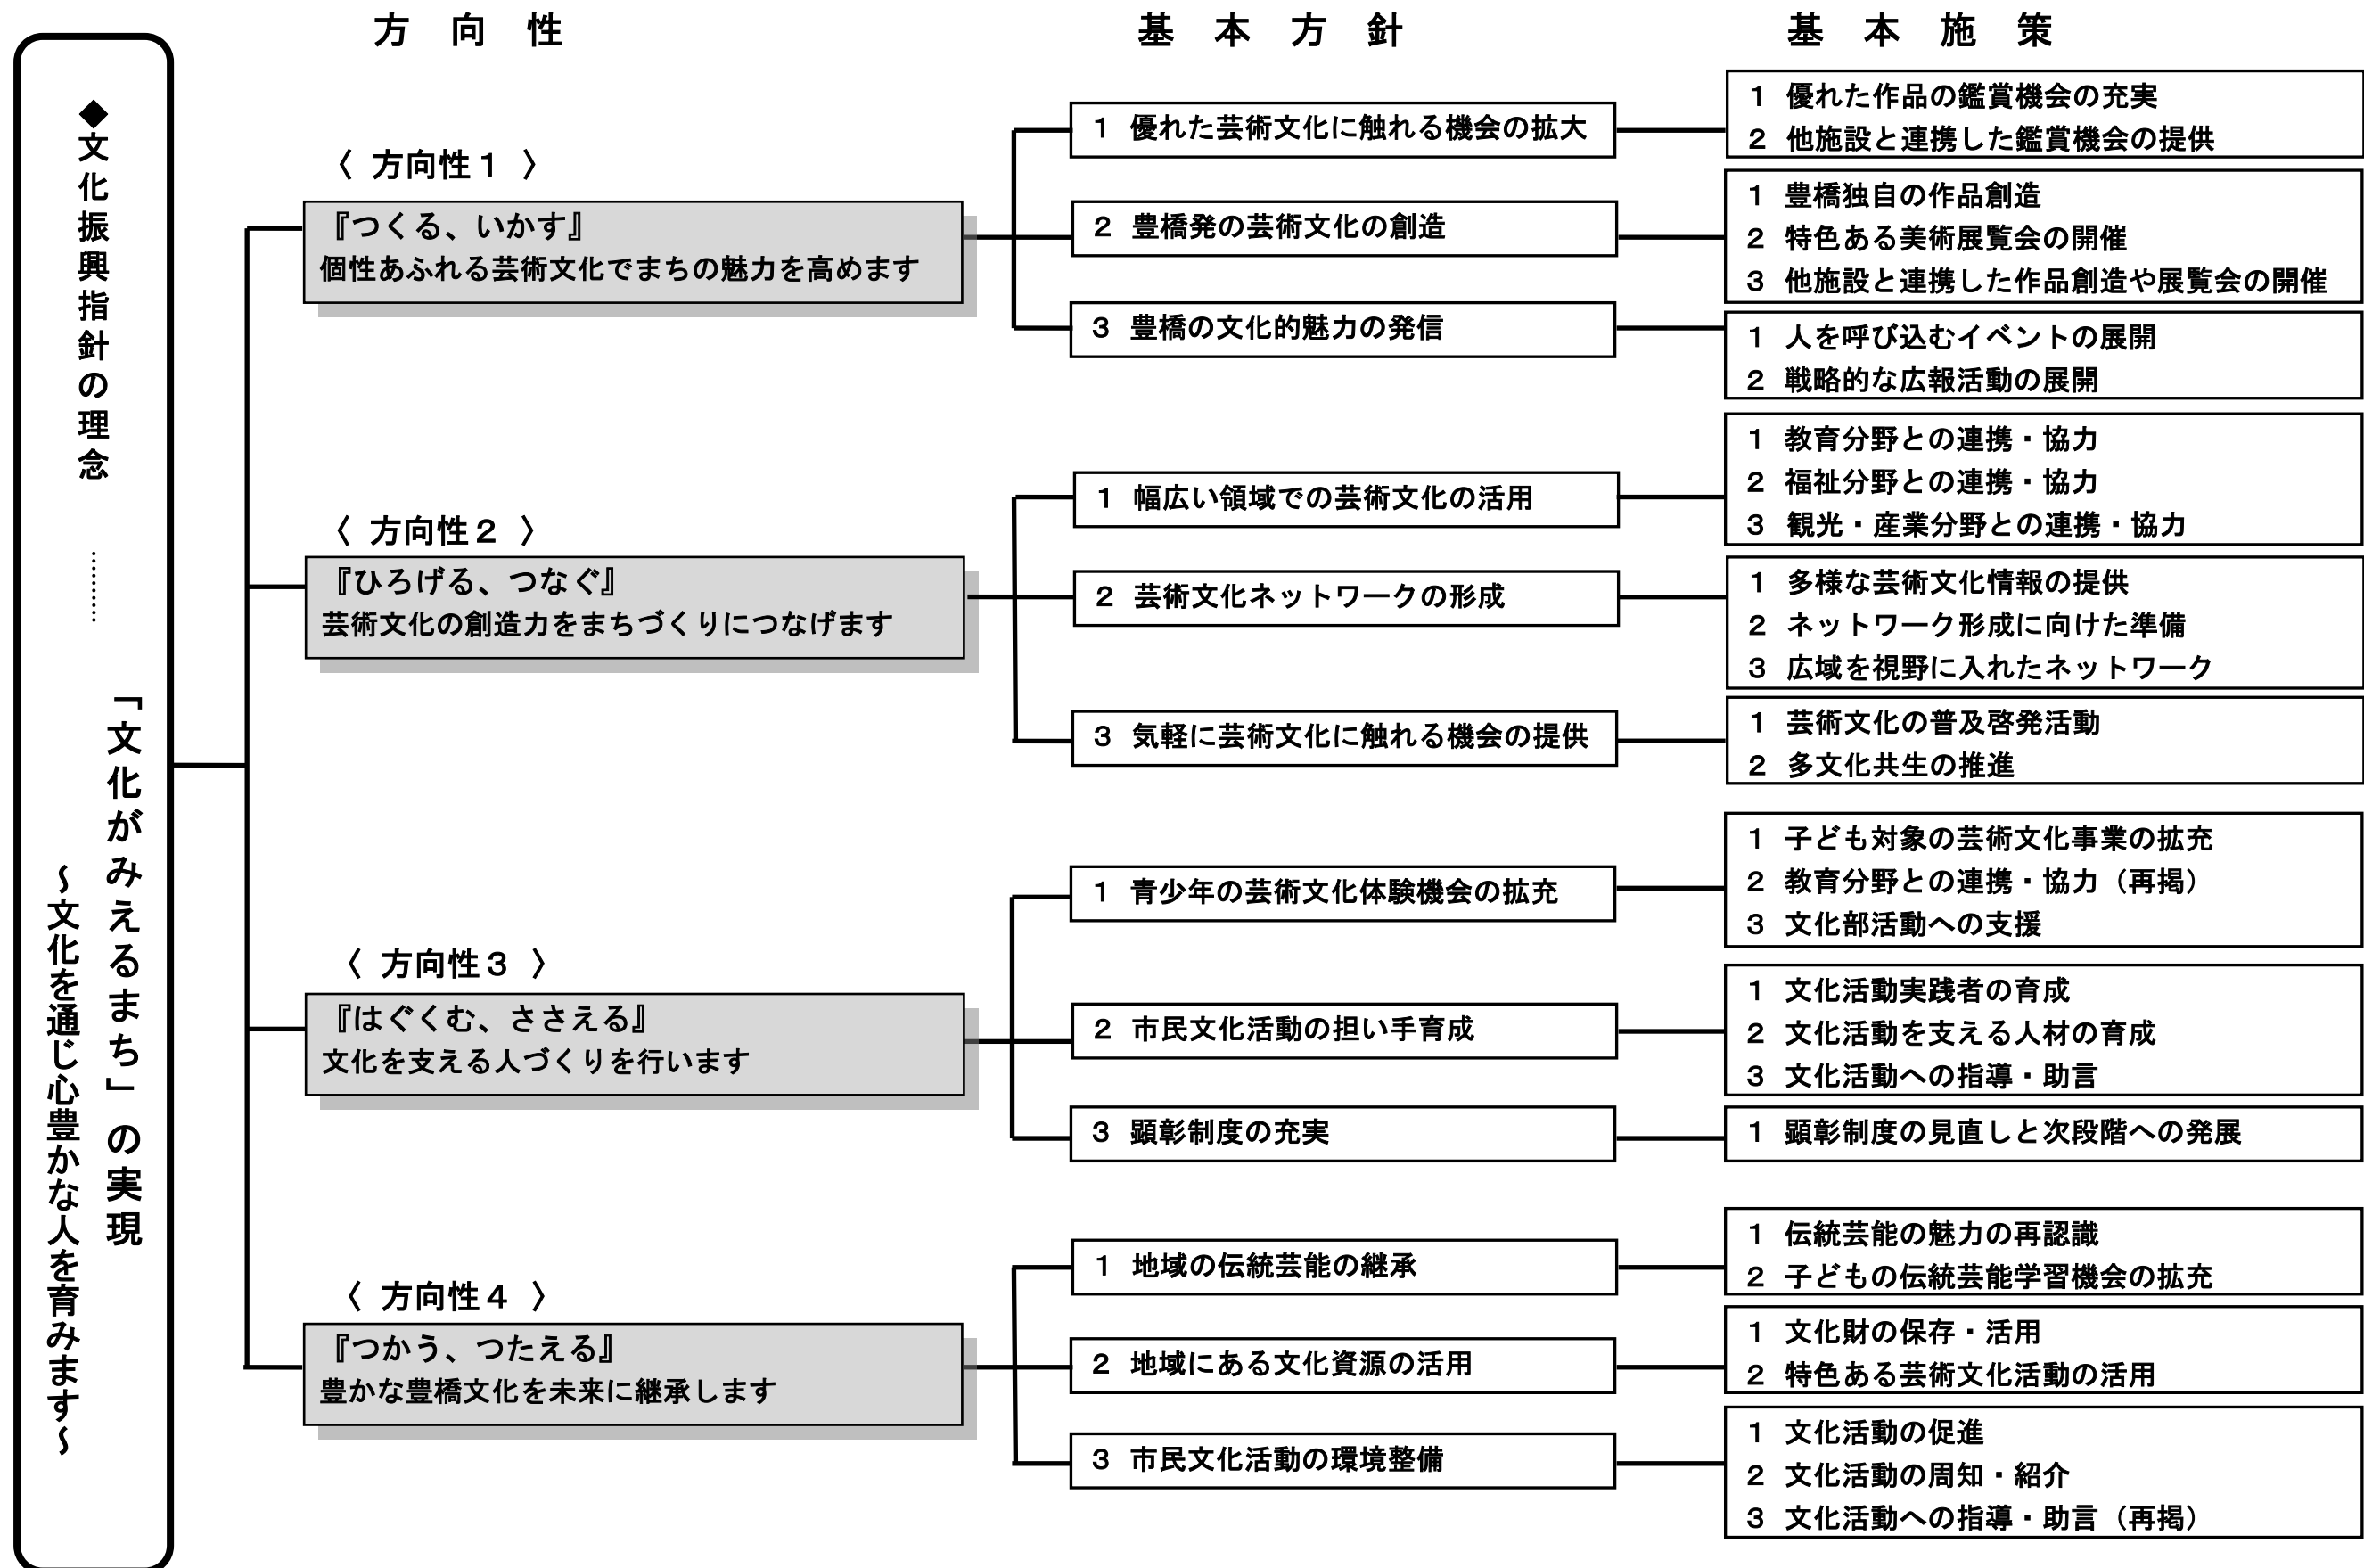 方向性
基本方針
基本施策
◆文化振興指針の理念 ………
「文化がみえるまち」の実現
～文化を通じ心豊かな人を育みます～
〈 方向性１ 〉
『つくる、いかす』
個性あふれる芸術文化でまちの魅力を高めます
1 優れた芸術文化に触れる機会の拡大
1 優れた作品の鑑賞機会の充実
2 他施設と連携した鑑賞機会の提供
2 豊橋発の芸術文化の創造
1 豊橋独自の作品創造
2 特色ある美術展覧会の開催
3 他施設と連携した作品創造や展覧会の開催
3 豊橋の文化的魅力の発信
1 人を呼び込むイベントの展開
2 戦略的な広報活動の展開
〈 方向性２ 〉
『ひろげる、つなぐ』
芸術文化の創造力をまちづくりにつなげます
1 幅広い領域での芸術文化の活用
1 教育分野との連携・協力
2 福祉分野との連携・協力
3 観光・産業分野との連携・協力
2 芸術文化ネットワークの形成
1 多様な芸術文化情報の提供
2 ネットワーク形成に向けた準備
3 広域を視野に入れたネットワーク
3 気軽に芸術文化に触れる機会の提供
1 芸術文化の普及啓発活動
2 多文化共生の推進
〈 方向性３ 〉
『はぐくむ、ささえる』
文化を支える人づくりを行います
1 青少年の芸術文化体験機会の拡充
1 子ども対象の芸術文化事業の拡充
2 教育分野との連携・協力（再掲）
3 文化部活動への支援
2 市民文化活動の担い手育成
1 文化活動実践者の育成
2 文化活動を支える人材の育成
3 文化活動への指導・助言
3 顕彰制度の充実
1 顕彰制度の見直しと次段階への発展
〈 方向性４ 〉
『つかう、つたえる』
豊かな豊橋文化を未来に継承します
1 地域の伝統芸能の継承
1 伝統芸能の魅力の再認識
2 子どもの伝統芸能学習機会の拡充
2 地域にある文化資源の活用
1 文化財の保存・活用
2 特色ある芸術文化活動の活用
3 市民文化活動の環境整備
1 文化活動の促進
2 文化活動の周知・紹介
3 文化活動への指導・助言（再掲）